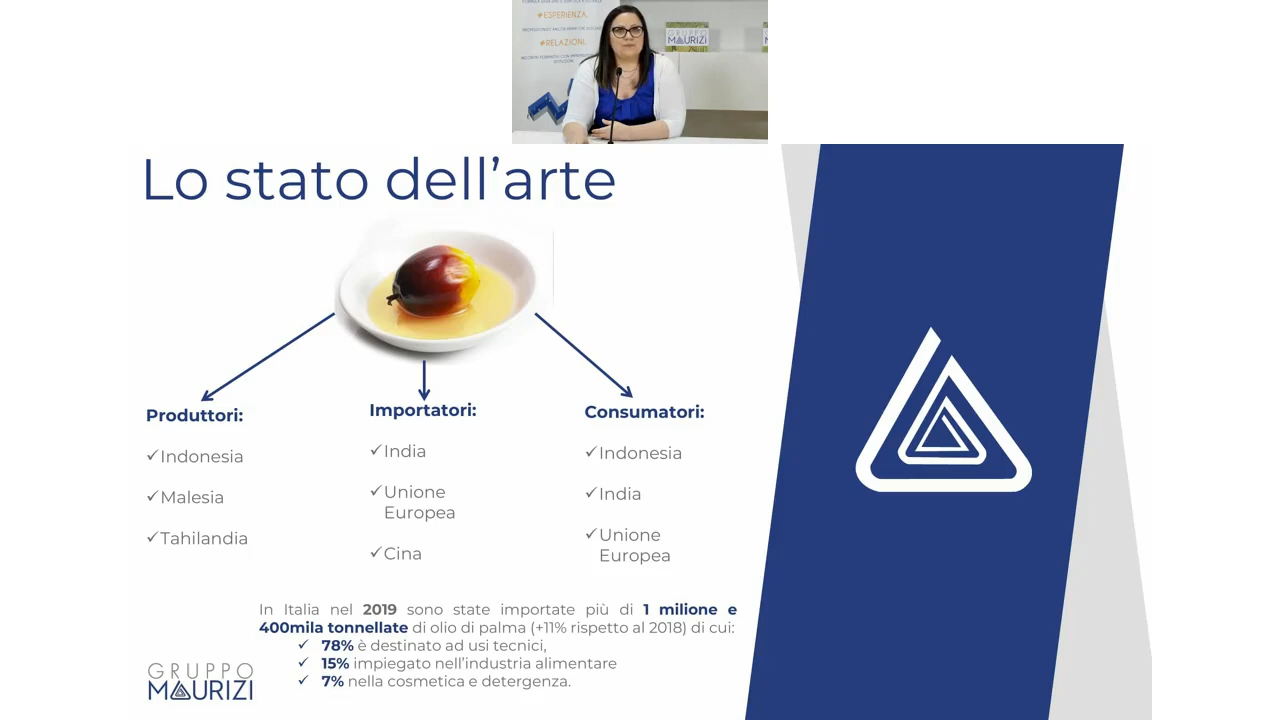 #ESPERIENZA.
#RELAZIONI.
GRUPPO
MAURIZI
Lo stato dell’arte
Produttori:
✓Indonesia
✓Malesia
✓Tahilandia
Importatori:
✓India
✓Unione
Europea
✓Cina
Consumatori:
✓Indonesia
✓India
✓Unione
Europea
In Italia nel 2019 sono state importate più di 1 milione e
400mila tonnellate di olio di palma (+11% rispetto al 2018) di cui:
✓ 78% è destinato ad usi tecnici,
✓ 15% impiegato nell’industria alimentare
✓ 7% nella cosmetica e detergenza.
GRUPPO
MAURIZI